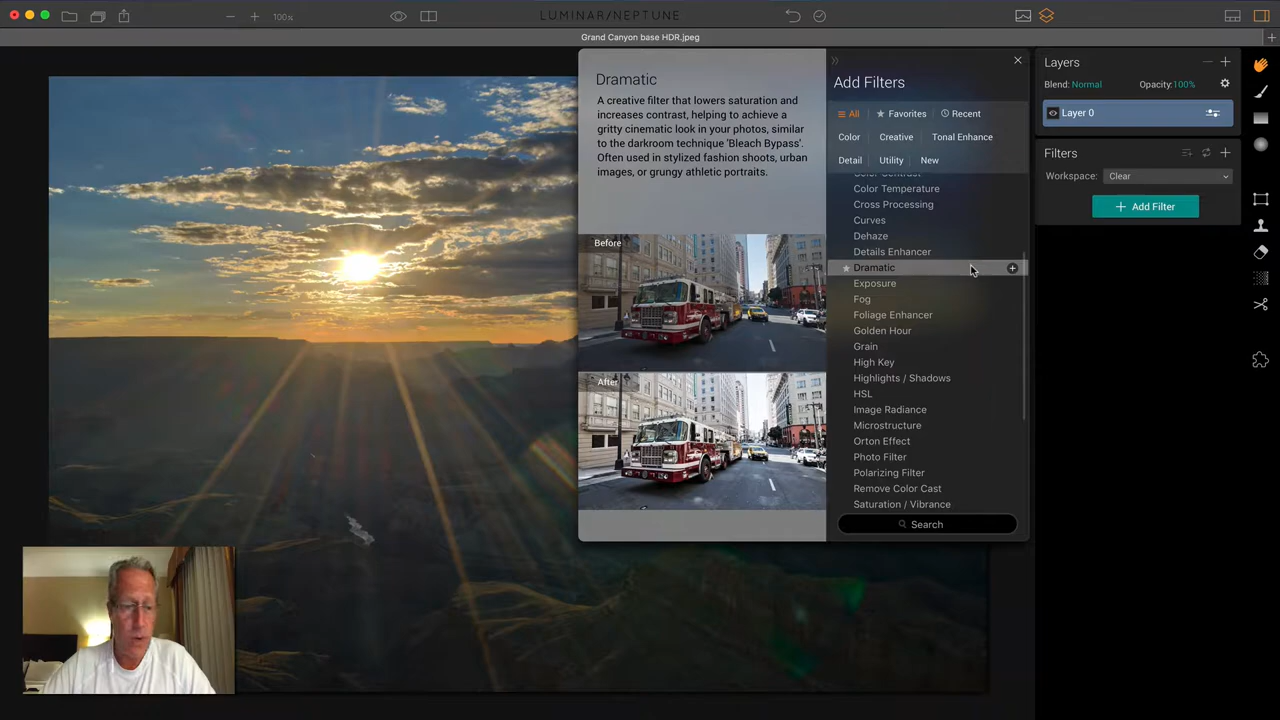 100%
LUMINAR/NEPTUNE
Grand Canyon base HDR.jpeg
Dramatic
A creative filter that lowers saturation and
increases contrast, helping to achieve a
gritty cinematic look in your photos, similar
to the darkroom technique 'Bleach Bypass'.
Often used in stylized fashion shoots, urban
images, or grungy athletic portraits.
Before
After
Add Filters
All Favorites Recent
Color Creative Tonal Enhance
Detail Utility New
Color Contrast
Color Temperature
Cross Processing
Curves
Dehaze
Details Enhancer
Dramatic
Exposure
Fog
Foliage Enhancer
Golden Hour
Grain
High Key
Highlights / Shadows
HSL
Image Radiance
Microstructure
Orton Effect
Photo Filter
Polarizing Filter
Remove Color Cast
Saturation / Vibrance
Search
Layers
Blend: Normal Opacity: 100%
Layer 0
Filters
Workspace: Clear
Add Filter